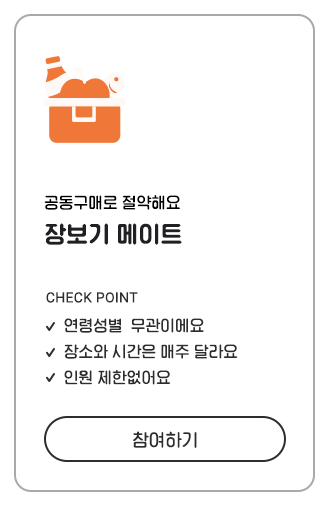 공동구매로 절약해요
장보기 메이트
CHECK POINT
연령성별 무관이에요
장소와 시간은 매주 달라요
인원 제한없어요
참여하기